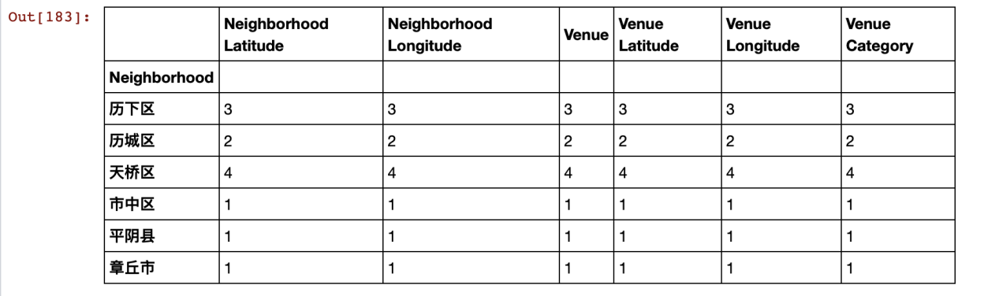 Out[183]:
Neighborhood Latitude Neighborhood Longitude Venue Venue Latitude Venue Longitude Venue Category
Neighborhood
历下区 3 3 3 3 3 3
历城区 2 2 2 2 2 2
天桥区 4 4 4 4 4 4
市中区 1 1 1 1 1 1
平阴县 1 1 1 1 1 1
章丘市 1 1 1 1 1 1